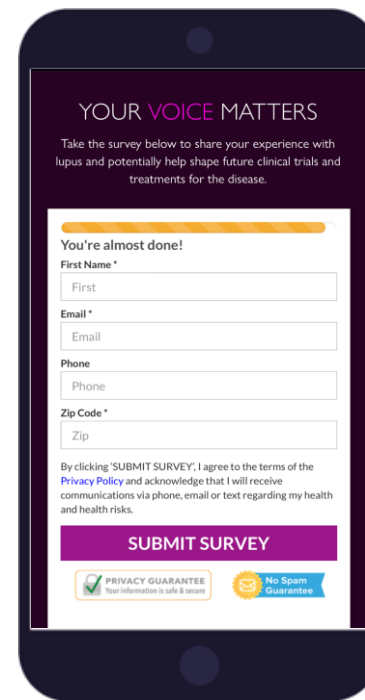 YOUR VOICE MATTERS
Take the survey below to share your experience with
lupus and potentially help shape future clinical trials and
treatments for the disease.
You're almost done!
First Name *
First
Email *
Email
Phone
Phone
Zip Code *
Zip
By clicking 'SUBMIT SURVEY', I agree to the terms of the
Privacy Policy and acknowledge that I will receive
communications via phone, email or text regarding my health
and health risks.
SUBMIT SURVEY
PRIVACY GUARANTEE
Your information is safe & secure
No Spam
Guarantee